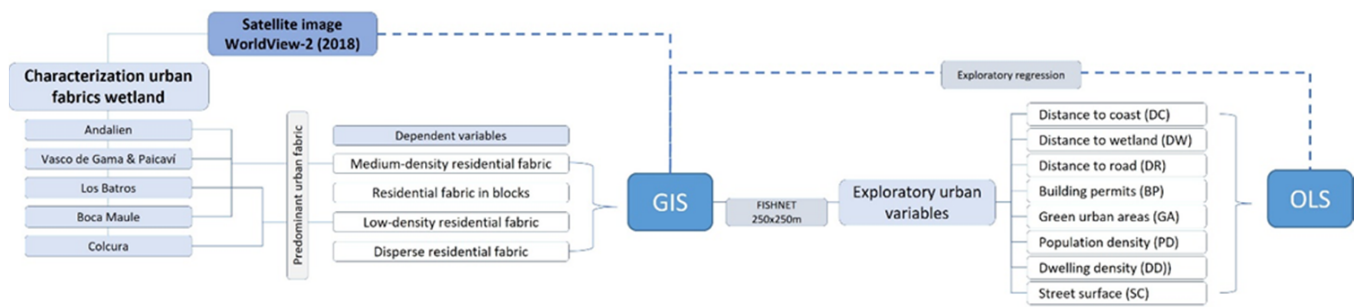 Satellite image
WorldView-2 (2018)
Characterization urban
fabrics wetland
Andalien
Vasco de Gama & Paicaví
Los Batros
Boca Maule
Colcura
Predominant urban fabric
Dependent variables
Medium-density residential fabric
Residential fabric in blocks
Low-density residential fabric
Disperse residential fabric
GIS
FISHNET
250x250m
Exploratory urban
variables
Exploratory regression
Distance to coast (DC)
Distance to wetland (DW)
Distance to road (DR)
Building permits (BP)
Green urban areas (GA)
Population density (PD)
Dwelling density (DD))
Street surface (SC)
OLS